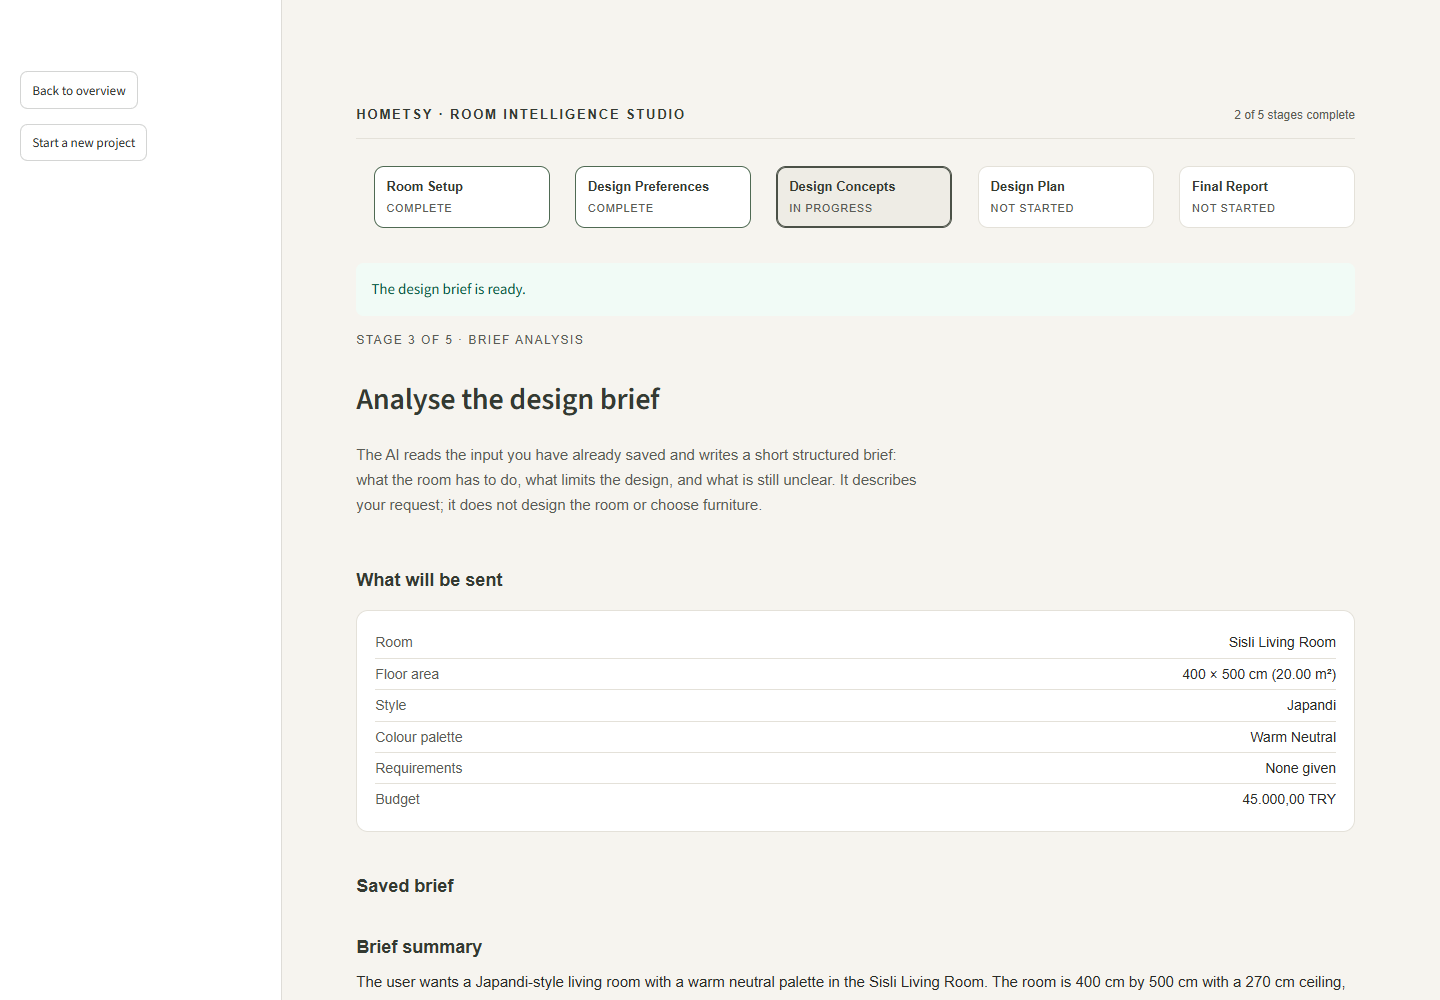 Back to overview
Start a new project
HOMETSY · ROOM INTELLIGENCE STUDIO
2 of 5 stages complete
Room Setup
COMPLETE
Design Preferences
COMPLETE
Design Concepts
IN PROGRESS
Design Plan
NOT STARTED
Final Report
NOT STARTED
The design brief is ready.
STAGE 3 OF 5 · BRIEF ANALYSIS
Analyse the design brief
The AI reads the input you have already saved and writes a short structured brief:
what the room has to do, what limits the design, and what is still unclear. It describes
your request; it does not design the room or choose furniture.
What will be sent
Room Sisli Living Room
Floor area 400 × 500 cm (20.00 m²)
Style Japandi
Colour palette Warm Neutral
Requirements None given
Budget 45.000,00 TRY
Saved brief
Brief summary
The user wants a Japandi-style living room with a warm neutral palette in the Sisli Living Room. The room is 400 cm by 500 cm with a 270 cm ceiling,